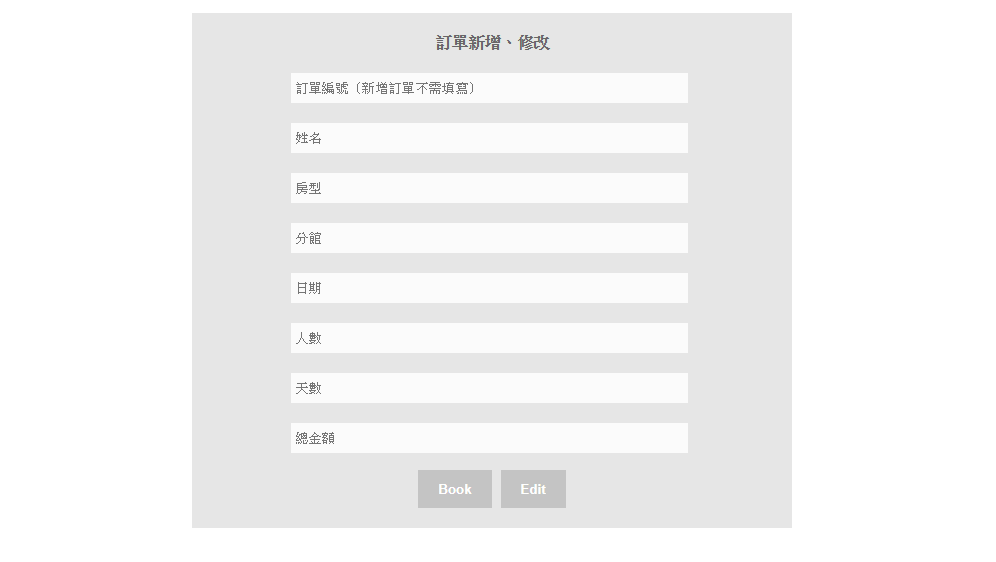 訂單新增、修改
訂單編號（新增訂單不需填寫）
姓名
房型
分館
日期
人數
天數
總金額
Book
Edit